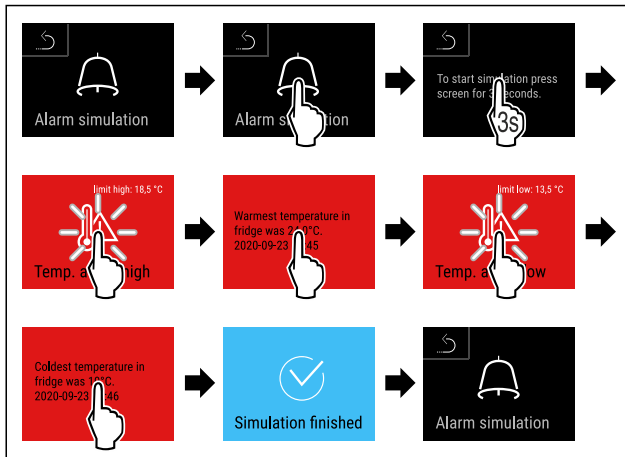 Alarm simulation
Alarm simulation
To start simulation press
screen for 3 seconds.
3s
limit high: 18,5 °C
Temp. high
Warmest temperature in
fridge was °C.
2020-09-23 45
limit low: 13,5 °C
Temp. low
Coldest temperature in
fridge was °C.
2020-09-23 46
Simulation finished
Alarm simulation